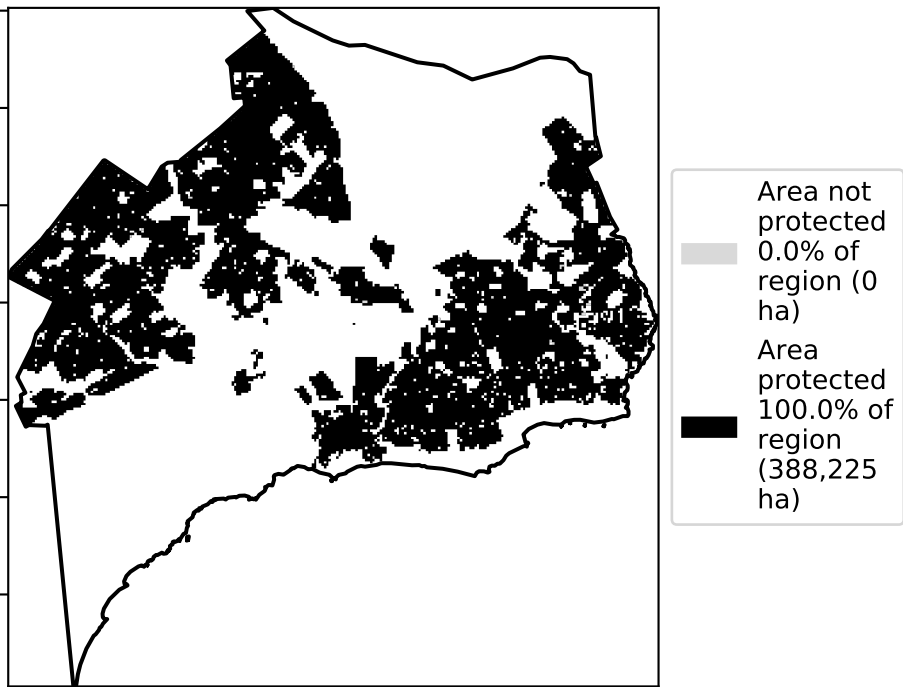 Area not
protected
0.0% of
region (0
ha)
Area
protected
100.0% of
region
(388,225
ha)